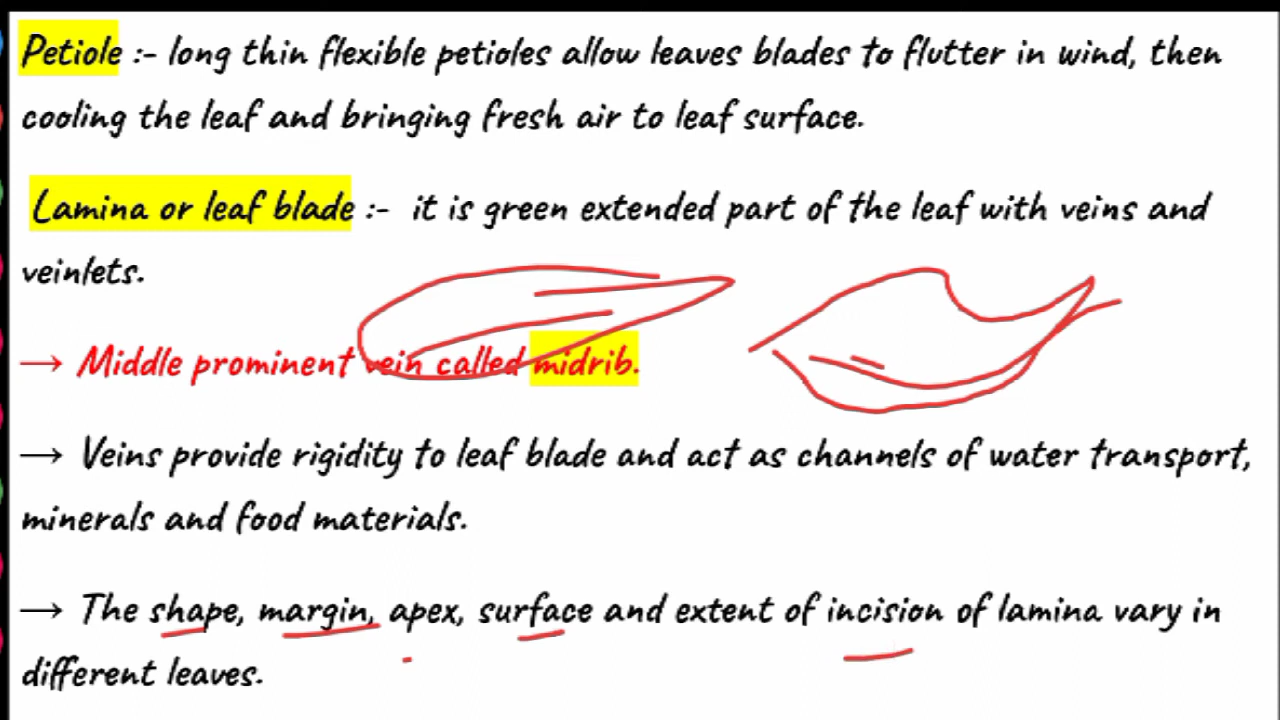 Petiole :- long thin flexible petioles allow leaves blades to flutter in wind, then
cooling the leaf and bringing fresh air to leaf surface.
Lamina or leaf blade :- it is green extended part of the leaf with veins and
veinlets.
→ Middle prominent vein called midrib.
→ Veins provide rigidity to leaf blade and act as channels of water transport,
minerals and food materials.
→ The shape, margin, apex, surface and extent of incision of lamina vary in
different leaves.